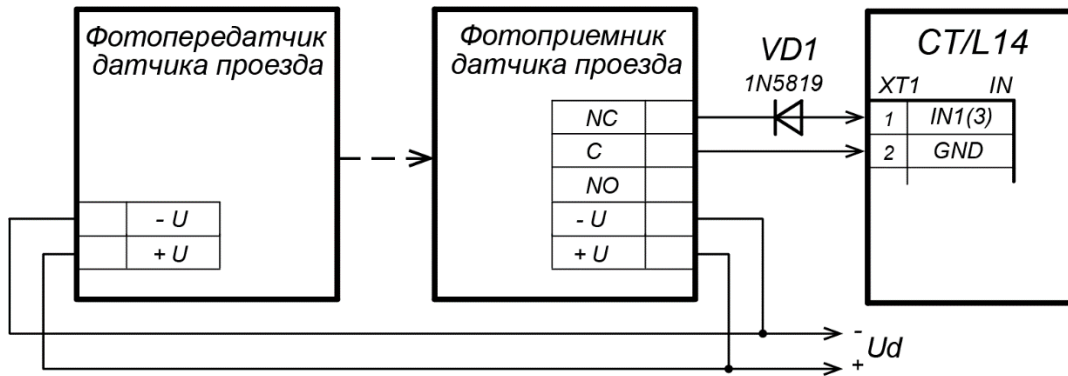 Фотопередатчик
датчика проезда
- U
+ U
Фотоприемник
датчика проезда
NC
C
NO
- U
+ U
VD1
1N5819
CT/L14
XT1 IN
1 IN1(3)
2 GND
- Ud
+